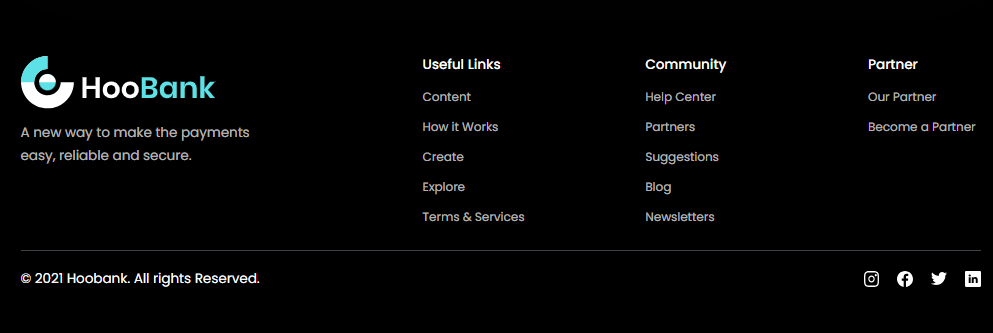 HooBank
A new way to make the payments
easy, reliable and secure.
Useful Links
Content
How it Works
Create
Explore
Terms & Services
Community
Help Center
Partners
Suggestions
Blog
Newsletters
Partner
Our Partner
Become a Partner
© 2021 Hoobank. All rights Reserved.